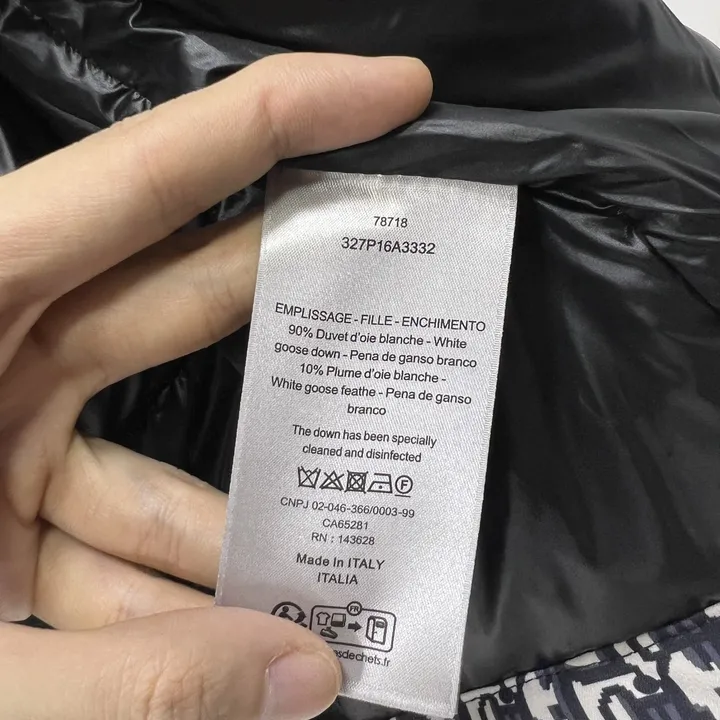 78718
327P16A3332
EMPLISSAGE - FILLE - ENCHIMENTO
90% Duvet d'oie blanche - White
goose down - Pena de ganso branco
10% Plume d'oie blanche -
White goose feathe - Pena de ganso
branco
The down has been specially
cleaned and disinfected
F
CNPJ 02-046-366/0003-99
CA65281
RN : 143628
Made In ITALY
ITALIA
FR
sdechets.fr